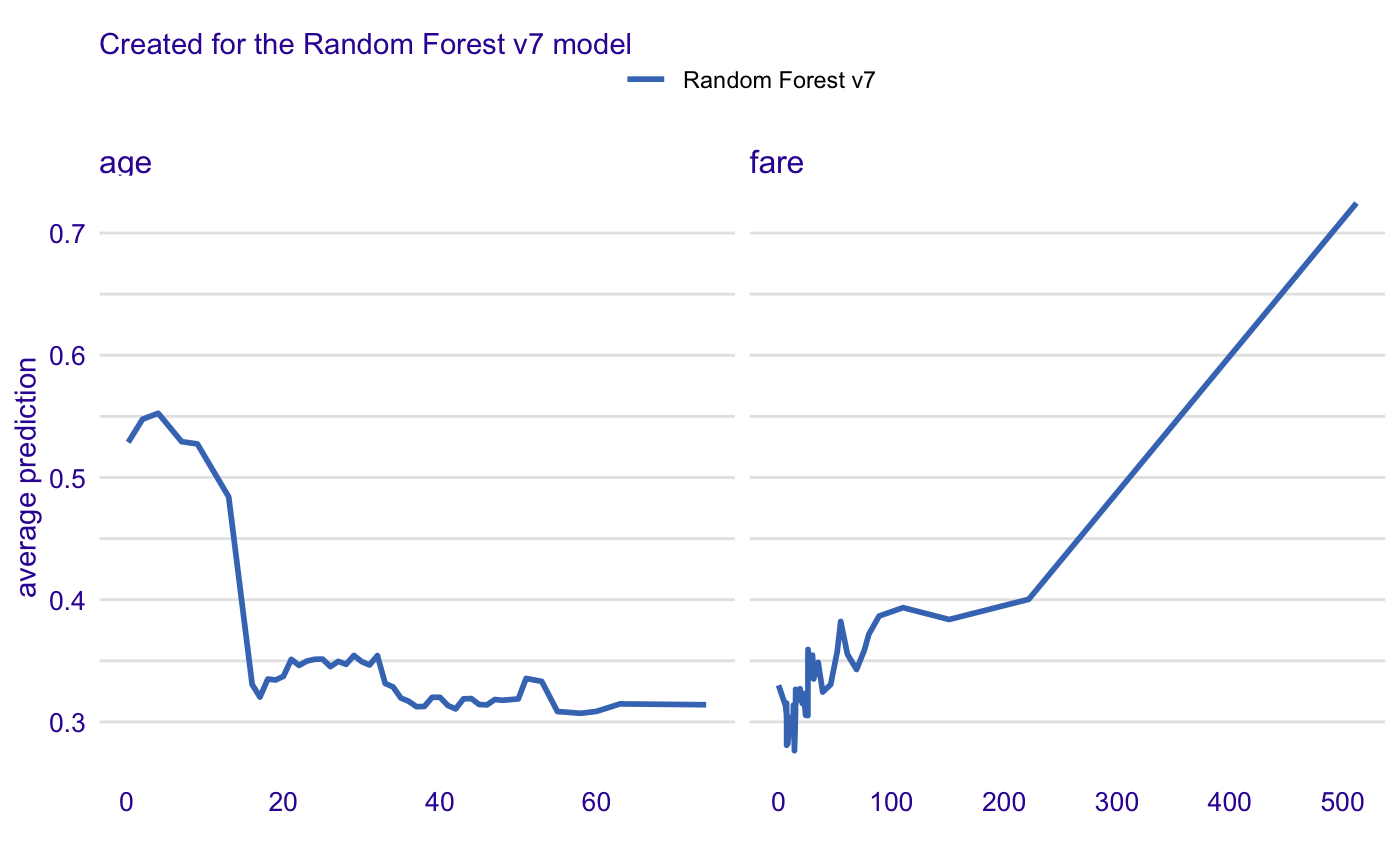 Created for the Random Forest v7 model
Random Forest v7
age
fare
average prediction
0.7
0.6
0.5
0.4
0.3
0 20 40 60
0 100 200 300 400 500